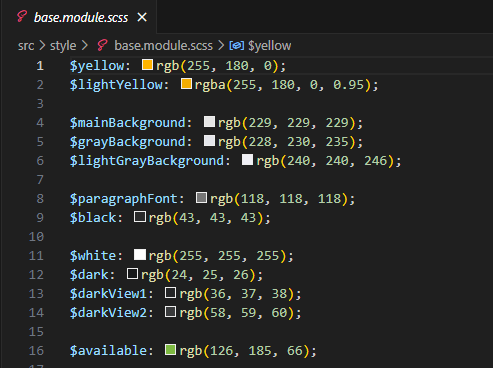 base.module.scss ×
src > style > base.module.scss > $yellow
1 $yellow: rgb(255, 180, 0);
2 $lightYellow: rgba(255, 180, 0, 0.95);
3
4 $mainBackground: rgb(229, 229, 229);
5 $grayBackground: rgb(228, 230, 235);
6 $lightGrayBackground: rgb(240, 240, 246);
7
8 $paragraphFont: rgb(118, 118, 118);
9 $black: rgb(43, 43, 43);
10
11 $white: rgb(255, 255, 255);
12 $dark: rgb(24, 25, 26);
13 $darkView1: rgb(36, 37, 38);
14 $darkView2: rgb(58, 59, 60);
15
16 $available: rgb(126, 185, 66);